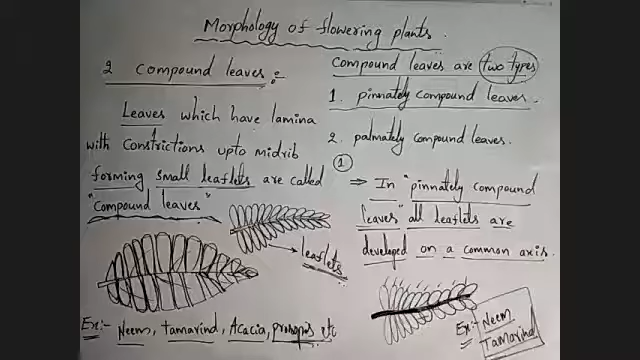 Morphology of flowering plants.
2 Compound leaves :-
Leaves which have lamina
with Constrictions upto midrib
forming small leaflets are called
"Compound leaves"
leaflets
Ex:- Neem, tamarind, Acacia, prosopis etc
Compound leaves are two types
1. pinnately compound leaves.
2. palmately compound leaves.
1
⇒ In "pinnately compound
leaves" all leaflets are
developed on a common axis.
Ex:- Neem
Tamarind